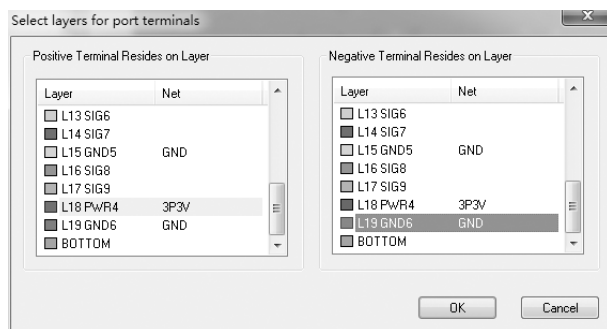 Select layers for port terminals
Positive Terminal Resides on Layer
Layer Net
L13 SIG6
L14 SIG7
L15 GND5 GND
L16 SIG8
L17 SIG9
L18 PWR4 3P3V
L19 GND6 GND
BOTTOM
Negative Terminal Resides on Layer
Layer Net
L13 SIG6
L14 SIG7
L15 GND5 GND
L16 SIG8
L17 SIG9
L18 PWR4 3P3V
L19 GND6 GND
BOTTOM
OK Cancel